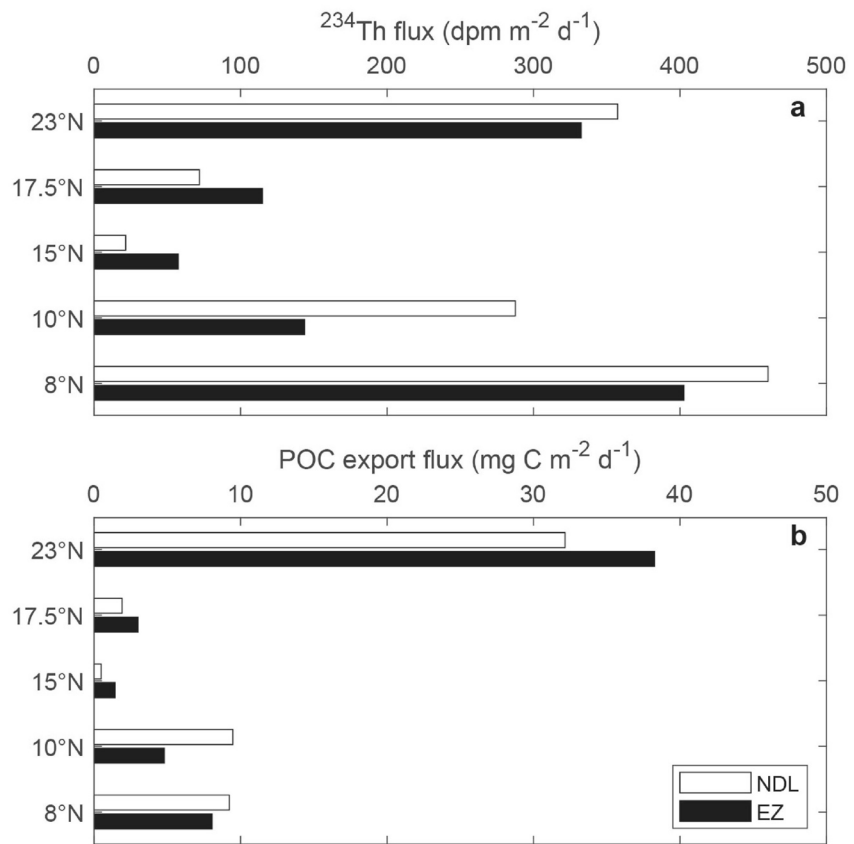 ²³⁴Th flux (dpm m⁻² d⁻¹)
0 100 200 300 400 500
a
23°N
17.5°N
15°N
10°N
8°N
POC export flux (mg C m⁻² d⁻¹)
0 10 20 30 40 50
b
23°N
17.5°N
15°N
10°N
8°N
NDL
EZ